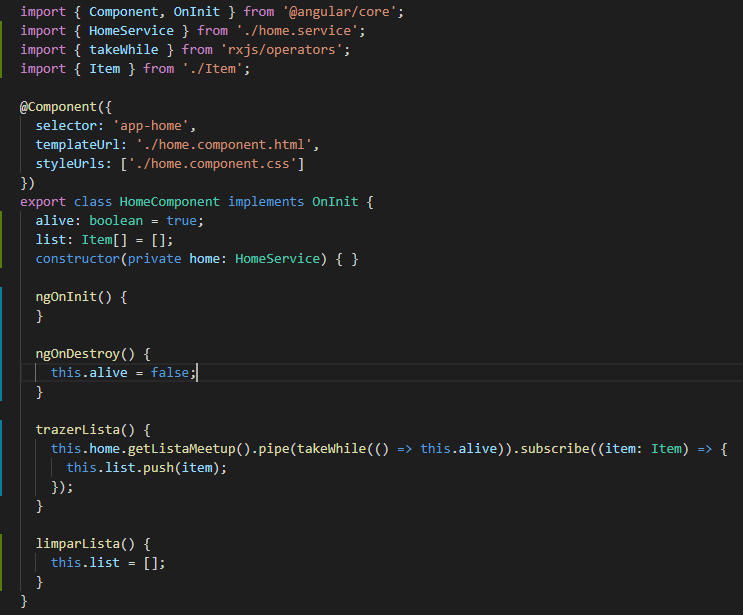 import { Component, OnInit } from '@angular/core';
import { HomeService } from './home.service';
import { takeWhile } from 'rxjs/operators';
import { Item } from './Item';
@Component({
selector: 'app-home',
templateUrl: './home.component.html',
styleUrls: ['./home.component.css']
})
export class HomeComponent implements OnInit {
alive: boolean = true;
list: Item[] = [];
constructor(private home: HomeService) { }
ngOnInit() {
}
ngOnDestroy() {
this.alive = false;
}
trazerLista() {
this.home.getListaMeetup().pipe(takeWhile(() => this.alive)).subscribe((item: Item) => {
this.list.push(item);
});
}
limparLista() {
this.list = [];
}
}